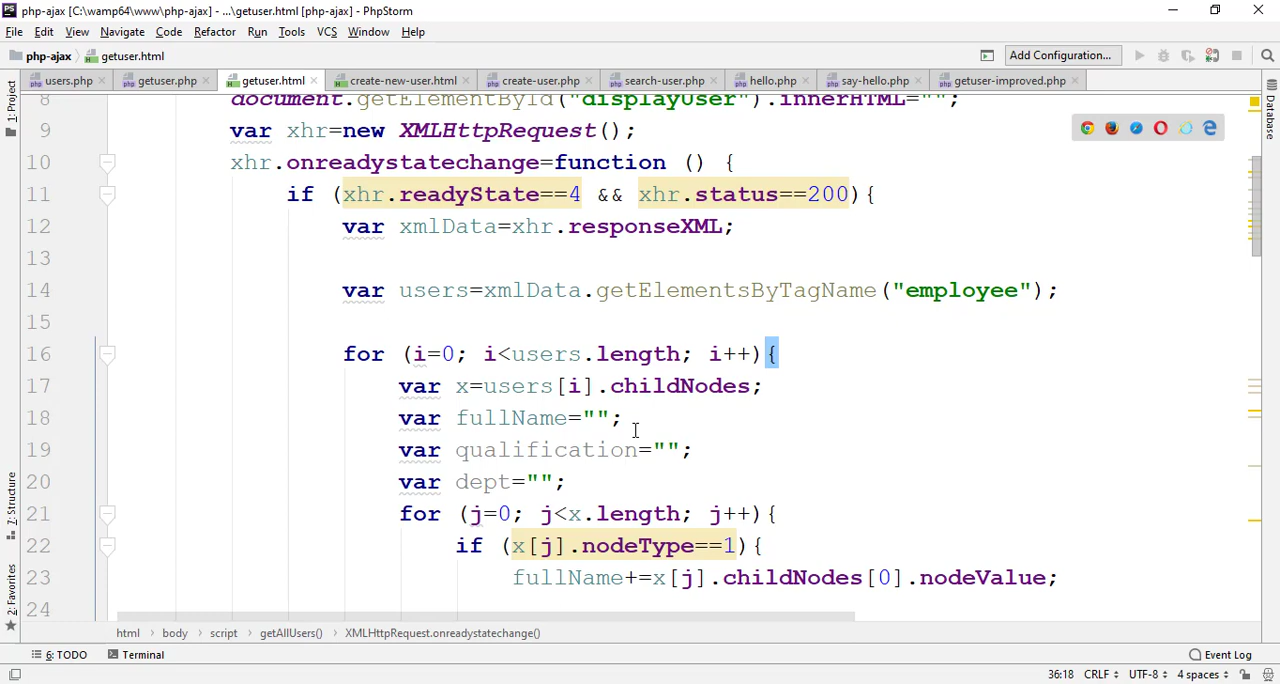 php-ajax [C:\wamp64\www\php-ajax] - ...\getuser.html [php-ajax] - PhpStorm
File Edit View Navigate Code Refactor Run Tools VCS Window Help
php-ajax getuser.html Add Configuration...
users.php getuser.php getuser.html create-new-user.html create-user.php search-user.php hello.php say-hello.php getuser-improved.php
1: Project
Database
8 document.getElementById("displayUser").innerHTML="";
9 var xhr=new XMLHttpRequest();
10 xhr.onreadystatechange=function () {
11 if (xhr.readyState==4 && xhr.status==200){
12 var xmlData=xhr.responseXML;
13
14 var users=xmlData.getElementsByTagName("employee");
15
16 for (i=0; i<users.length; i++){
17 var x=users[i].childNodes;
18 var fullName="";
19 var qualification="";
20 var dept="";
21 for (j=0; j<x.length; j++){
22 if (x[j].nodeType==1){
23 fullName+=x[j].childNodes[0].nodeValue;
24
7: Structure
2: Favorites
html body script getAllUsers() XMLHttpRequest.onreadystatechange()
6: TODO Terminal Event Log
36:18 CRLF UTF-8 4 spaces